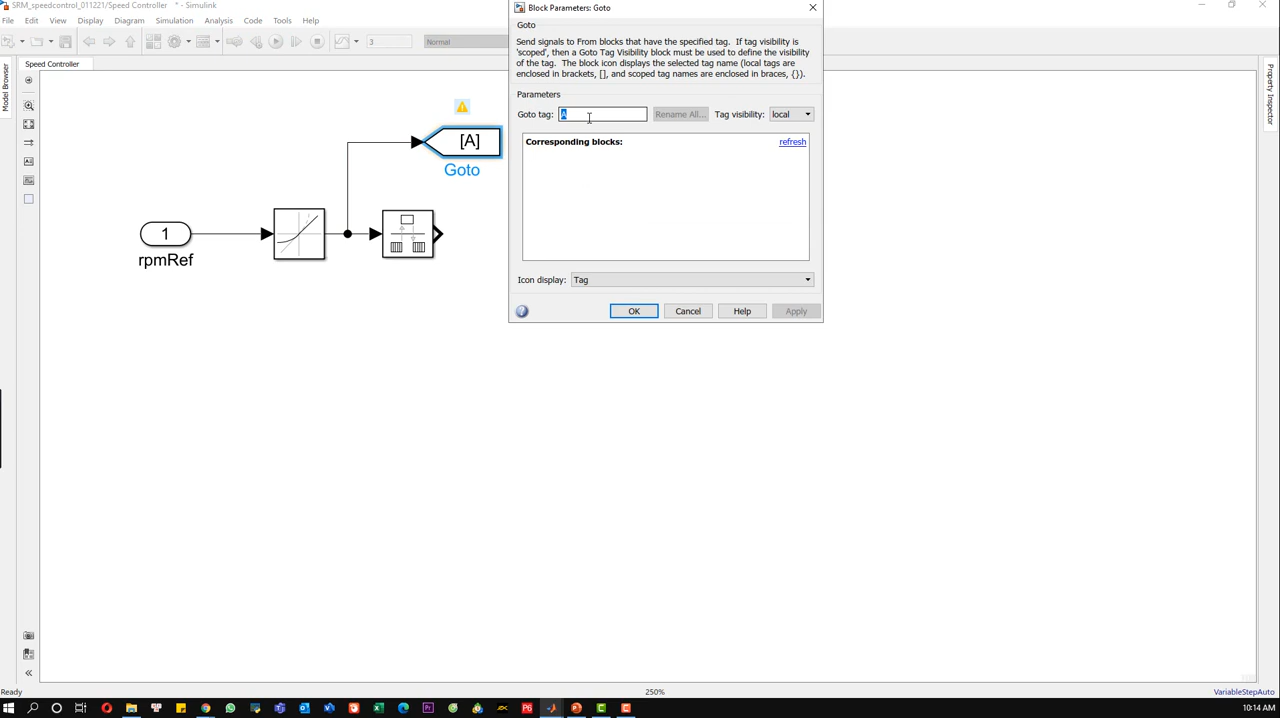 SRM_speedcontrol_011221/Speed Controller * - Simulink
File Edit View Display Diagram Simulation Analysis Code Tools Help
3 Normal
Speed Controller
Model Browser
Property Inspector
[A]
Goto
1
rpmRef
Block Parameters: Goto
Goto
Send signals to From blocks that have the specified tag. If tag visibility is
'scoped', then a Goto Tag Visibility block must be used to define the visibility
of the tag. The block icon displays the selected tag name (local tags are
enclosed in brackets, [], and scoped tag names are enclosed in braces, {}).
Parameters
Goto tag: A Rename All... Tag visibility: local
Corresponding blocks: refresh
Icon display: Tag
OK Cancel Help Apply
Ready 250% VariableStepAuto
10:14 AM